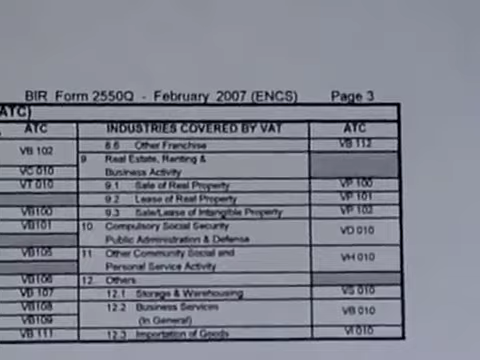 BIR Form 2550Q - February 2007 (ENCS) Page 3
ATC)
ATC INDUSTRIES COVERED BY VAT ATC
VB 102 8.6 Other Franchise VB 112
9 Real Estate, Renting &
VC 010 Business Activity
VT 010 9.1 Sale of Real Property VP 100
9.2 Lease of Real Property VP 101
VB100 9.3 Sale/Lease of Intangible Property VP 102
VB101 10. Compulsory Social Security
Public Administration & Defense VD 010
VB105 11 Other Community Social and
Personal Service Activity VH 010
VB106 12. Others
VB 107 12.1 Storage & Warehousing VS 010
VB108 12.2 Business Services
VB109 (In General) VB 010
VB 111 12.3 Importation of Goods VI 010